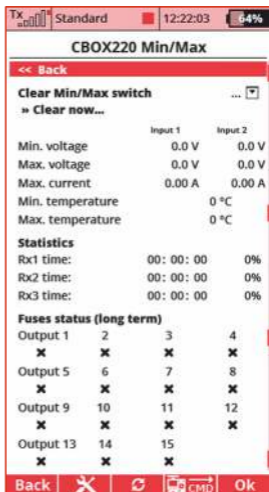 Tx Standard 12:22:03 64%
CBOX220 Min/Max
<< Back
Clear Min/Max switch ...
» Clear now...
Input 1 Input 2
Min. voltage 0.0 V 0.0 V
Max. voltage 0.0 V 0.0 V
Max. current 0.00 A 0.00 A
Min. temperature 0 °C
Max. temperature 0 °C
Statistics
Rx1 time: 00: 00: 00 0%
Rx2 time: 00: 00: 00 0%
Rx3 time: 00: 00: 00 0%
Fuses status (long term)
Output 1 2 3 4
Output 5 6 7 8
Output 9 10 11 12
Output 13 14 15
Back CMD Ok